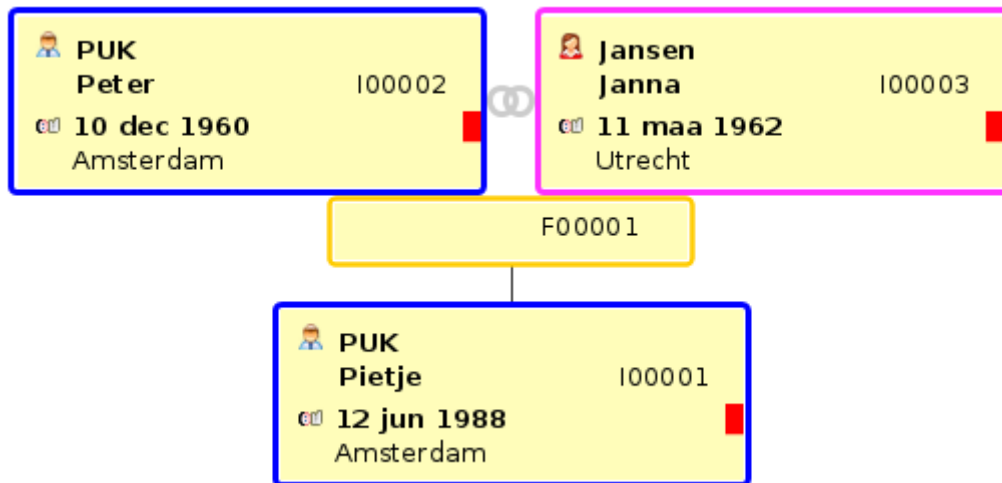 PUK
Peter I00002
10 dec 1960
Amsterdam
Jansen
Janna I00003
11 maa 1962
Utrecht
F00001
PUK
Pietje I00001
12 jun 1988
Amsterdam